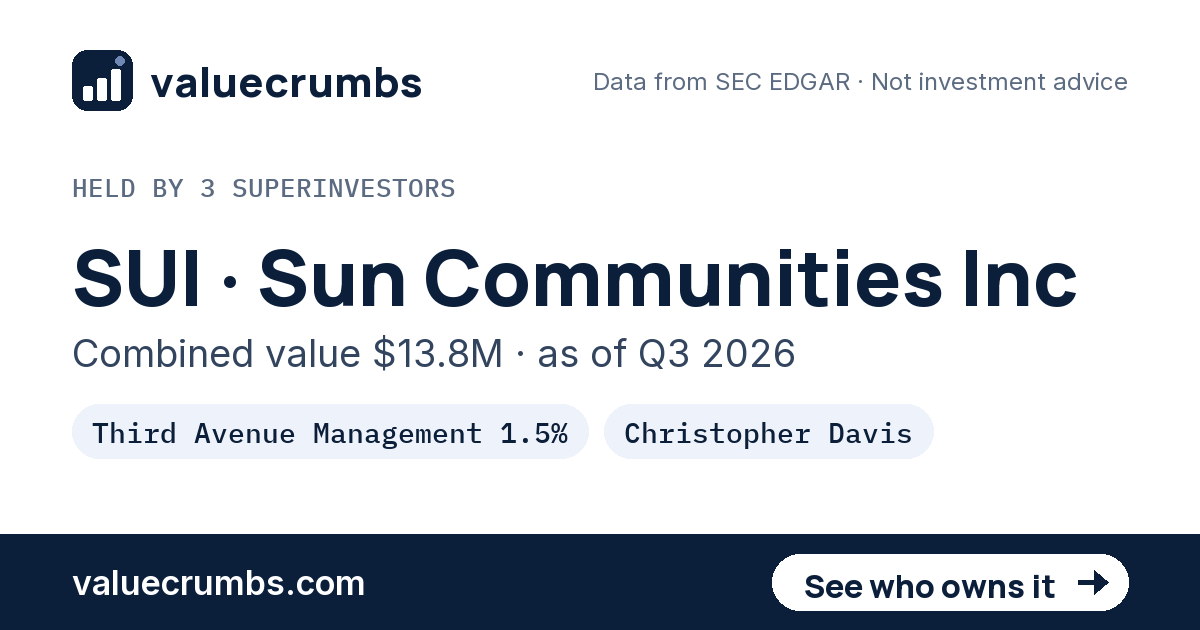 valuecrumbs
Data from SEC EDGAR · Not investment advice
HELD BY 3 SUPERINVESTORS
SUI · Sun Communities Inc
Combined value $13.8M · as of Q3 2026
Third Avenue Management 1.5%
Christopher Davis
valuecrumbs.com
See who owns it →